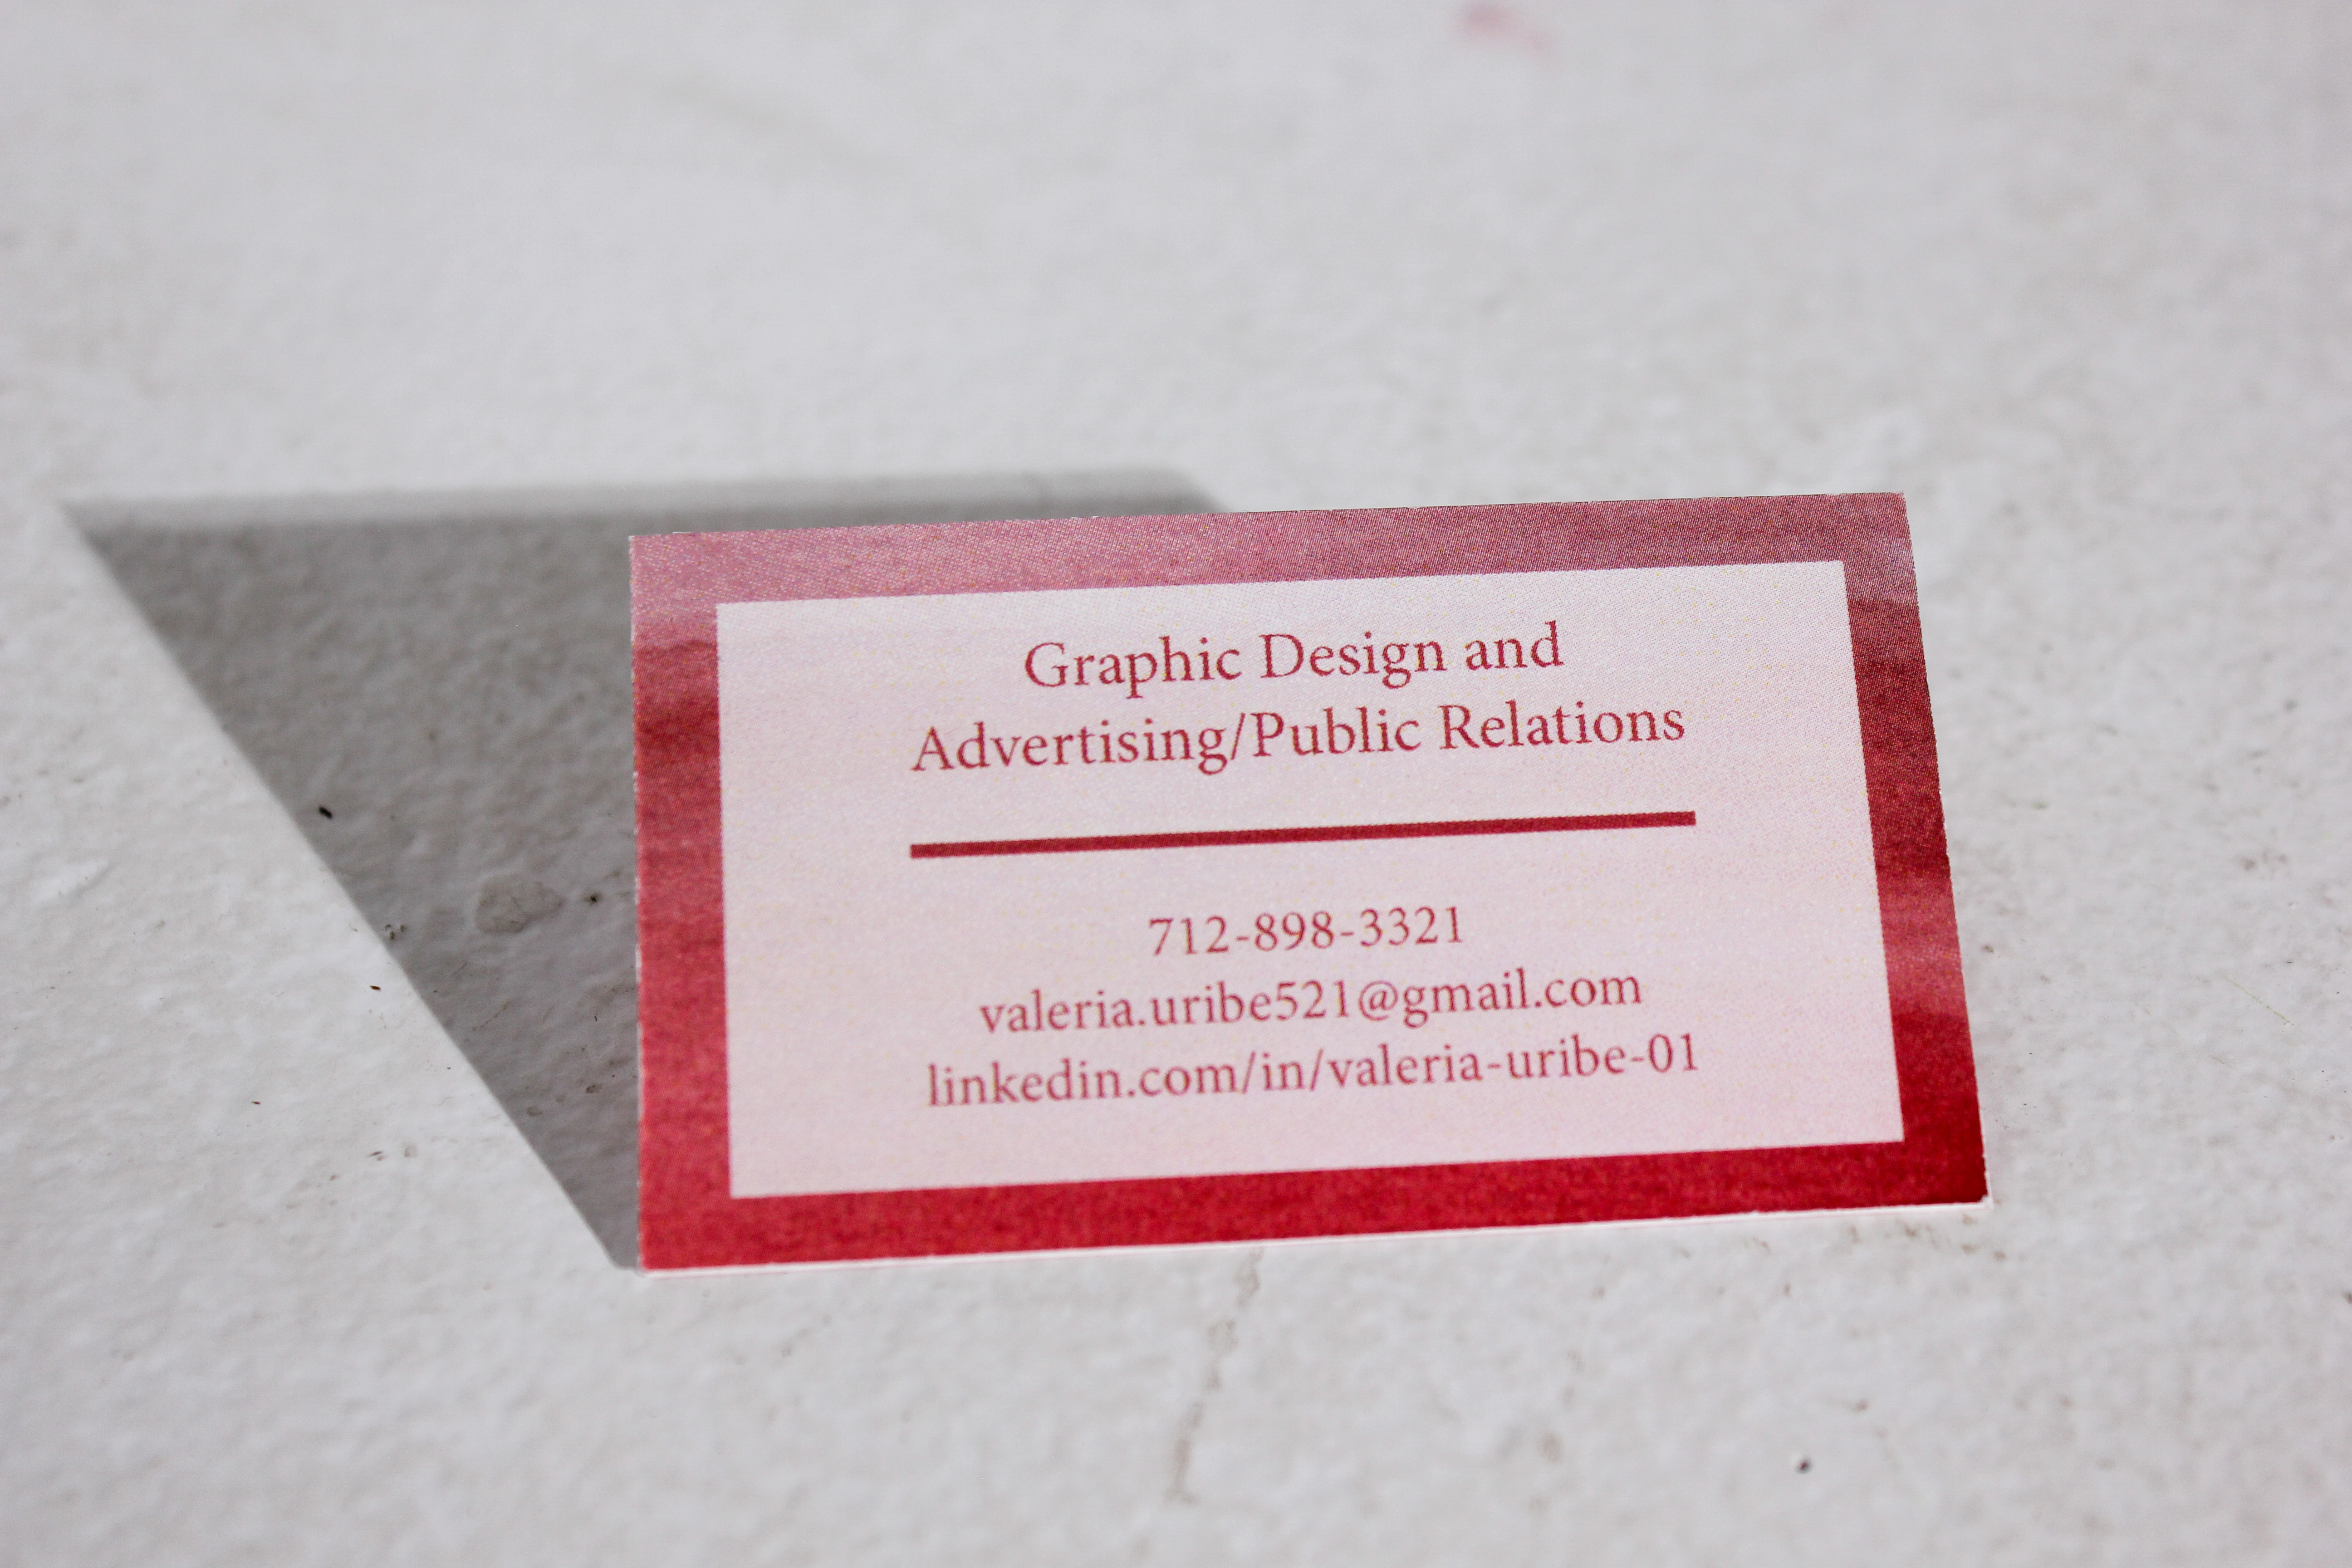 Graphic Design and
Advertising/Public Relations
712-898-3321
valeria.uribe521@gmail.com
linkedin.com/in/valeria-uribe-01